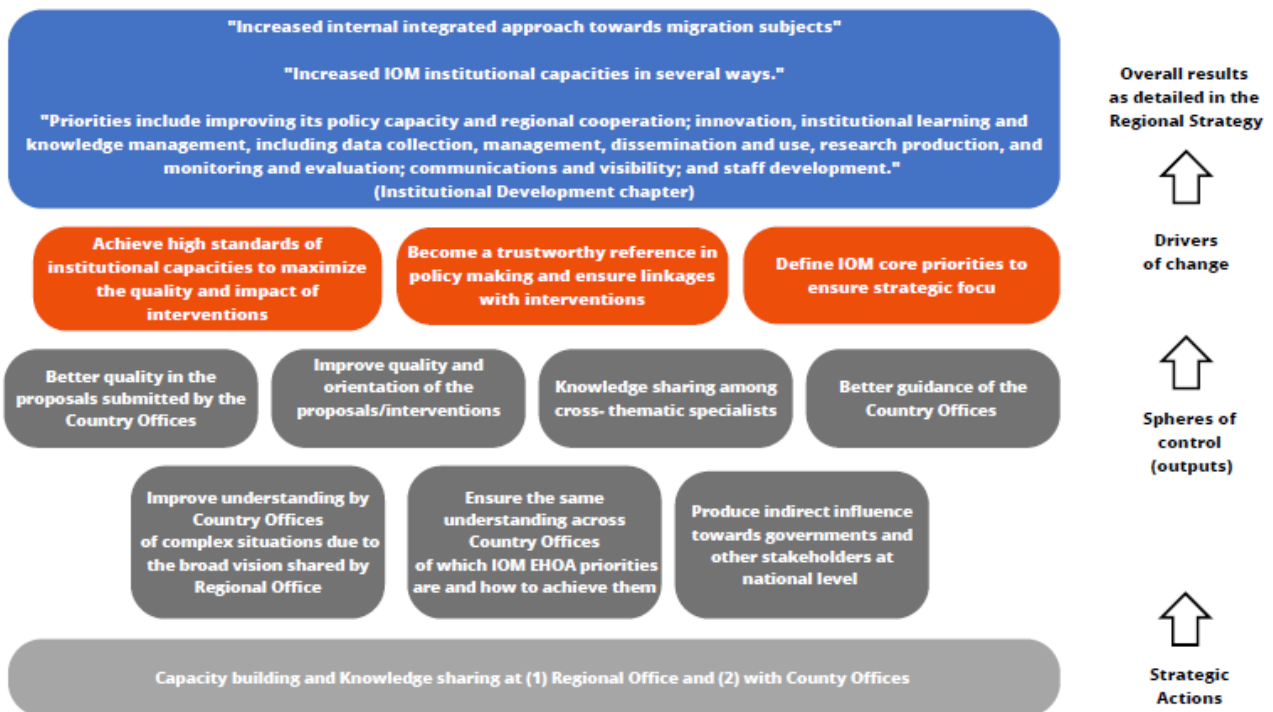 "Increased internal integrated approach towards migration subjects"
"Increased IOM institutional capacities in several ways."
"Priorities include improving its policy capacity and regional cooperation; innovation, institutional learning and
knowledge management, including data collection, management, dissemination and use, research production, and
monitoring and evaluation; communications and visibility; and staff development."
(Institutional Development chapter)
Overall results
as detailed in the
Regional Strategy
Achieve high standards of
institutional capacities to maximize
the quality and impact of
interventions
Become a trustworthy reference in
policy making and ensure linkages
with interventions
Define IOM core priorities to
ensure strategic focu
Drivers
of change
Better quality in the
proposals submitted by the
Country Offices
Improve quality and
orientation of the
proposals/interventions
Knowledge sharing among
cross- thematic specialists
Better guidance of the
Country Offices
Spheres of
control
(outputs)
Improve understanding by
Country Offices
of complex situations due to
the broad vision shared by
Regional Office
Ensure the same
understanding across
Country Offices
of which IOM EHOA priorities
are and how to achieve them
Produce indirect influence
towards governments and
other stakeholders at
national level
Capacity building and Knowledge sharing at (1) Regional Office and (2) with County Offices
Strategic
Actions